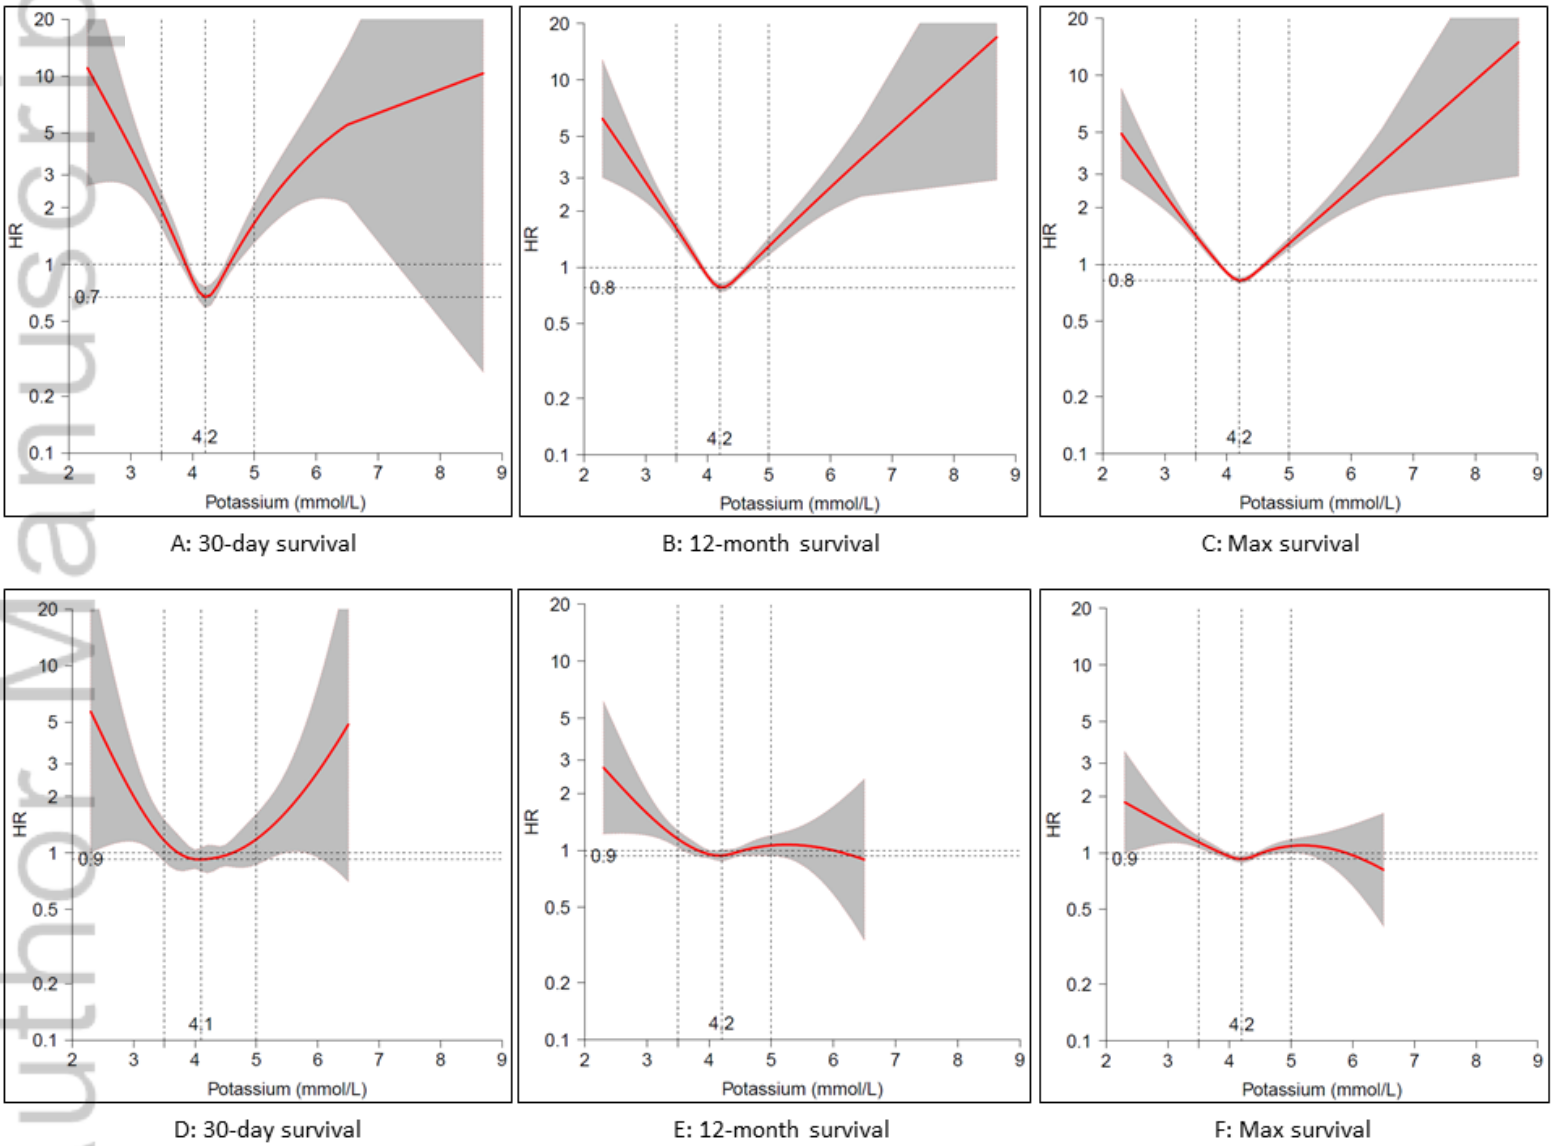 Author Manuscrip
20
10
5
3
2
1
0.7
0.5
0.2
0.1
HR
4.2
2 3 4 5 6 7 8 9
Potassium (mmol/L)
A: 30-day survival
20
10
5
3
2
1
0.8
0.5
0.2
0.1
HR
4.2
2 3 4 5 6 7 8 9
Potassium (mmol/L)
B: 12-month survival
20
10
5
3
2
1
0.8
0.5
0.2
0.1
HR
4.2
2 3 4 5 6 7 8 9
Potassium (mmol/L)
C: Max survival
20
10
5
3
2
1
0.9
0.5
0.2
0.1
HR
4.1
2 3 4 5 6 7 8 9
Potassium (mmol/L)
D: 30-day survival
20
10
5
3
2
1
0.9
0.5
0.2
0.1
HR
4.2
2 3 4 5 6 7 8 9
Potassium (mmol/L)
E: 12-month survival
20
10
5
3
2
1
0.9
0.5
0.2
0.1
HR
4.2
2 3 4 5 6 7 8 9
Potassium (mmol/L)
F: Max survival